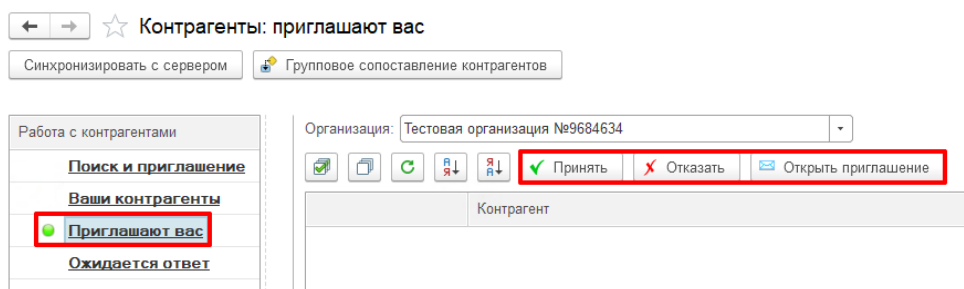 Контрагенты: приглашают вас
Синхронизировать с сервером Групповое сопоставление контрагентов
Работа с контрагентами
Поиск и приглашение
Ваши контрагенты
Приглашают вас
Ожидается ответ
Организация: Тестовая организация №9684634
А Я Я А Принять Отказать Открыть приглашение
Контрагент